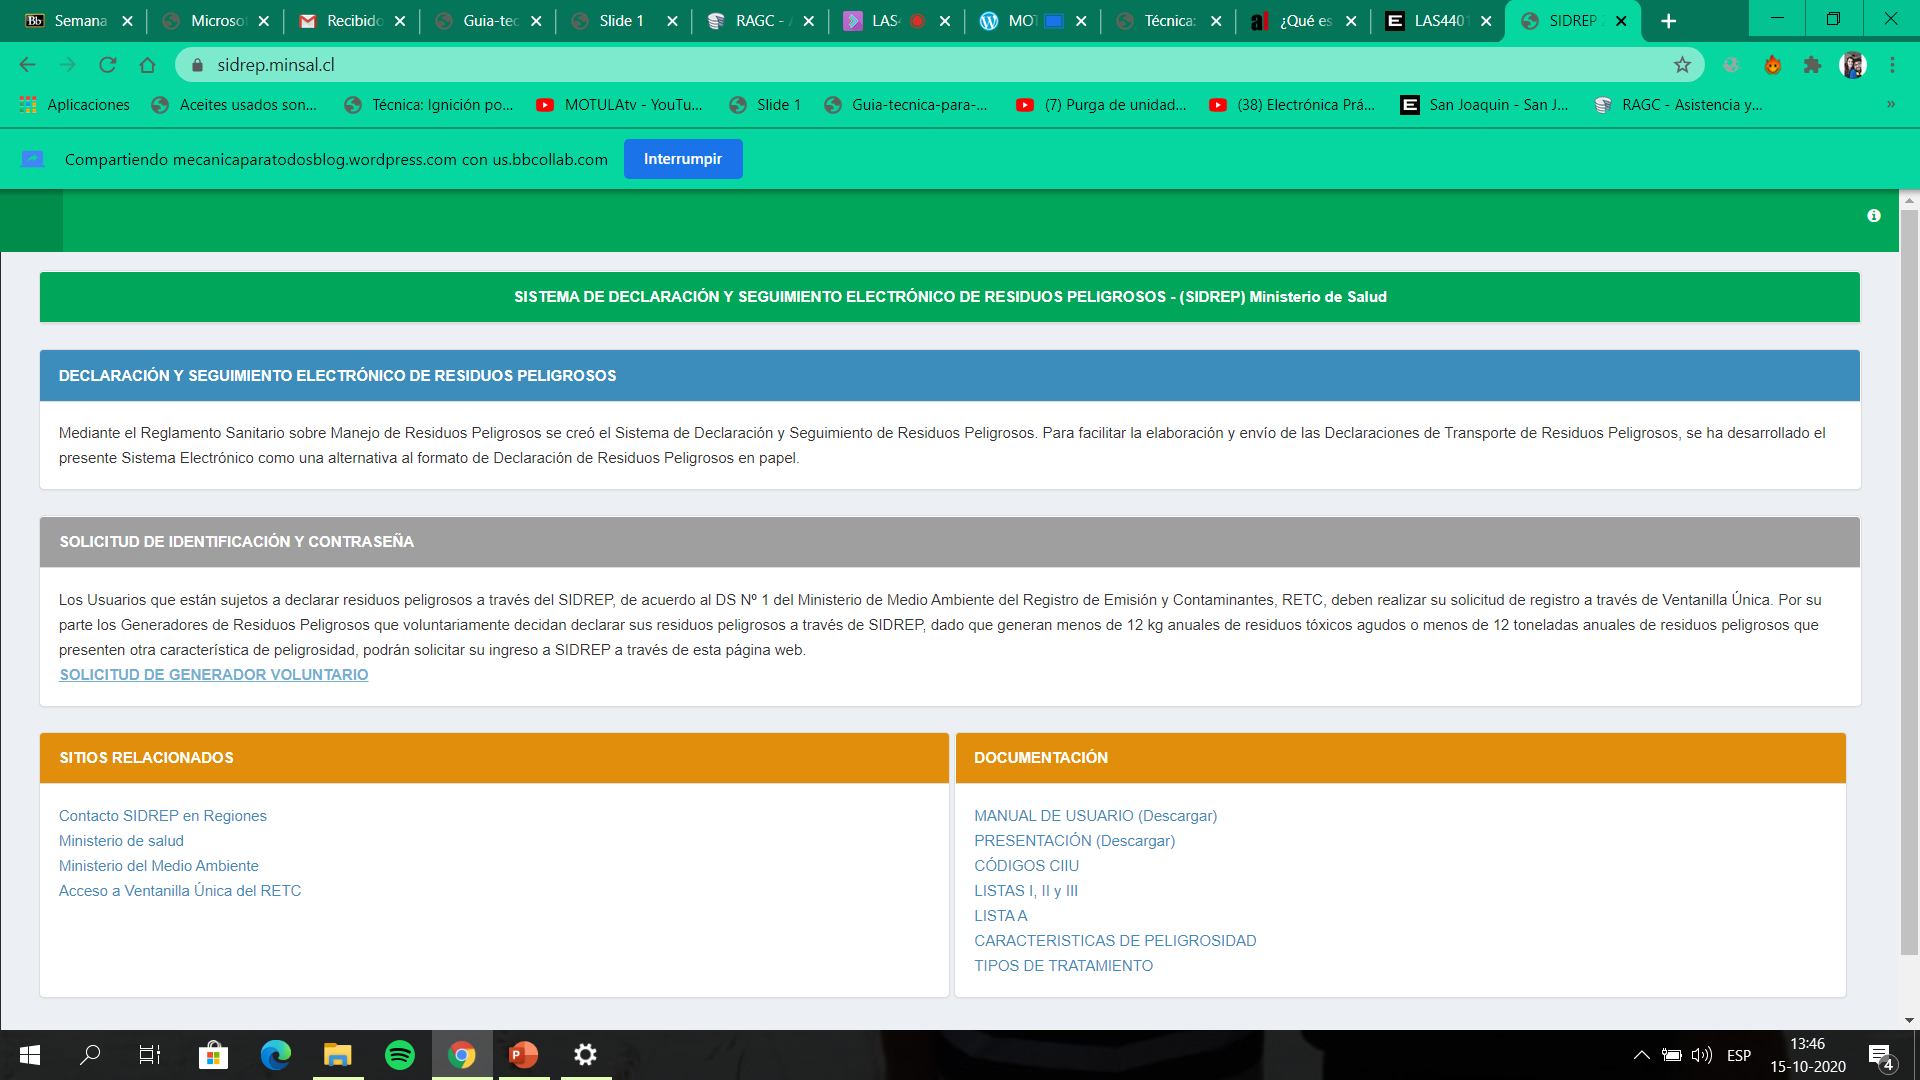 Semana
Microsof
Recibido
Guia-tec
Slide 1
RAGC - A
LAS4
MOT
Técnica:
¿Qué es
LAS4401
SIDREP
sidrep.minsal.cl
Aplicaciones
Aceites usados son...
Técnica: Ignición po...
MOTULAtv - YouTu...
Slide 1
Guia-tecnica-para-...
(7) Purga de unidad...
(38) Electrónica Prá...
San Joaquin - San J...
RAGC - Asistencia y...
»
Compartiendo mecanicaparatodosblog.wordpress.com con us.bbcollab.com
Interrumpir
SISTEMA DE DECLARACIÓN Y SEGUIMIENTO ELECTRÓNICO DE RESIDUOS PELIGROSOS - (SIDREP) Ministerio de Salud
DECLARACIÓN Y SEGUIMIENTO ELECTRÓNICO DE RESIDUOS PELIGROSOS
Mediante el Reglamento Sanitario sobre Manejo de Residuos Peligrosos se creó el Sistema de Declaración y Seguimiento de Residuos Peligrosos. Para facilitar la elaboración y envío de las Declaraciones de Transporte de Residuos Peligrosos, se ha desarrollado el
presente Sistema Electrónico como una alternativa al formato de Declaración de Residuos Peligrosos en papel.
SOLICITUD DE IDENTIFICACIÓN Y CONTRASEÑA
Los Usuarios que están sujetos a declarar residuos peligrosos a través del SIDREP, de acuerdo al DS Nº 1 del Ministerio de Medio Ambiente del Registro de Emisión y Contaminantes, RETC, deben realizar su solicitud de registro a través de Ventanilla Única. Por su
parte los Generadores de Residuos Peligrosos que voluntariamente decidan declarar sus residuos peligrosos a través de SIDREP, dado que generan menos de 12 kg anuales de residuos tóxicos agudos o menos de 12 toneladas anuales de residuos peligrosos que
presenten otra característica de peligrosidad, podrán solicitar su ingreso a SIDREP a través de esta página web.
SOLICITUD DE GENERADOR VOLUNTARIO
SITIOS RELACIONADOS
Contacto SIDREP en Regiones
Ministerio de salud
Ministerio del Medio Ambiente
Acceso a Ventanilla Única del RETC
DOCUMENTACIÓN
MANUAL DE USUARIO (Descargar)
PRESENTACIÓN (Descargar)
CÓDIGOS CIIU
LISTAS I, II y III
LISTA A
CARACTERISTICAS DE PELIGROSIDAD
TIPOS DE TRATAMIENTO
ESP
13:46
15-10-2020
4